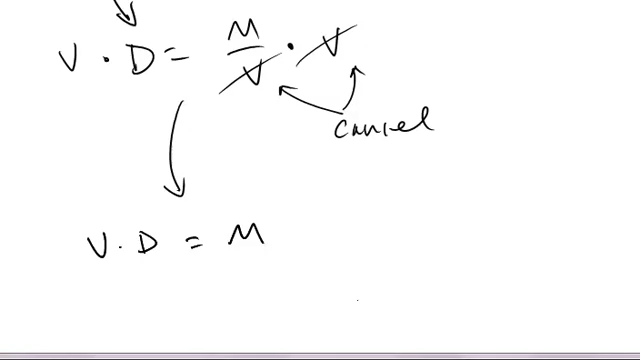 V · D = M/V · V
cancel
V · D = M